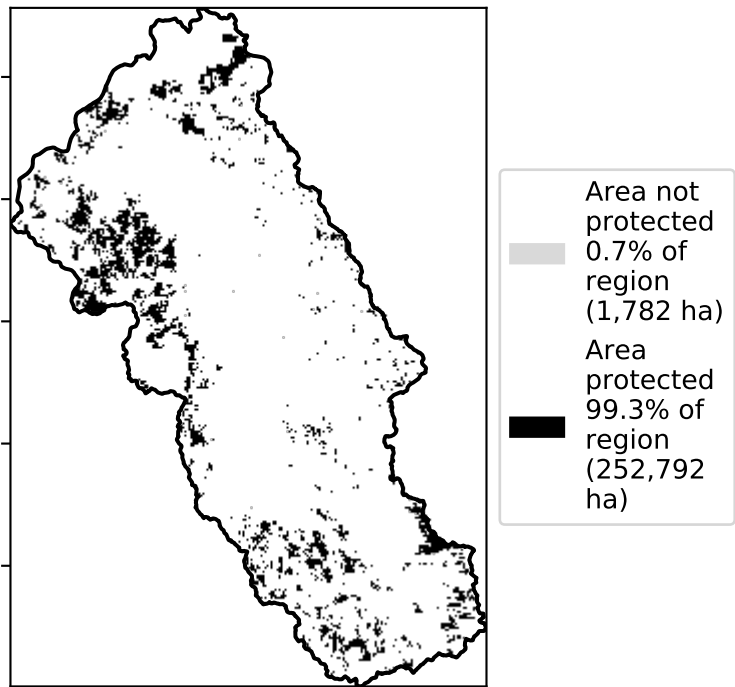 Area not
protected
0.7% of
region
(1,782 ha)
Area
protected
99.3% of
region
(252,792
ha)